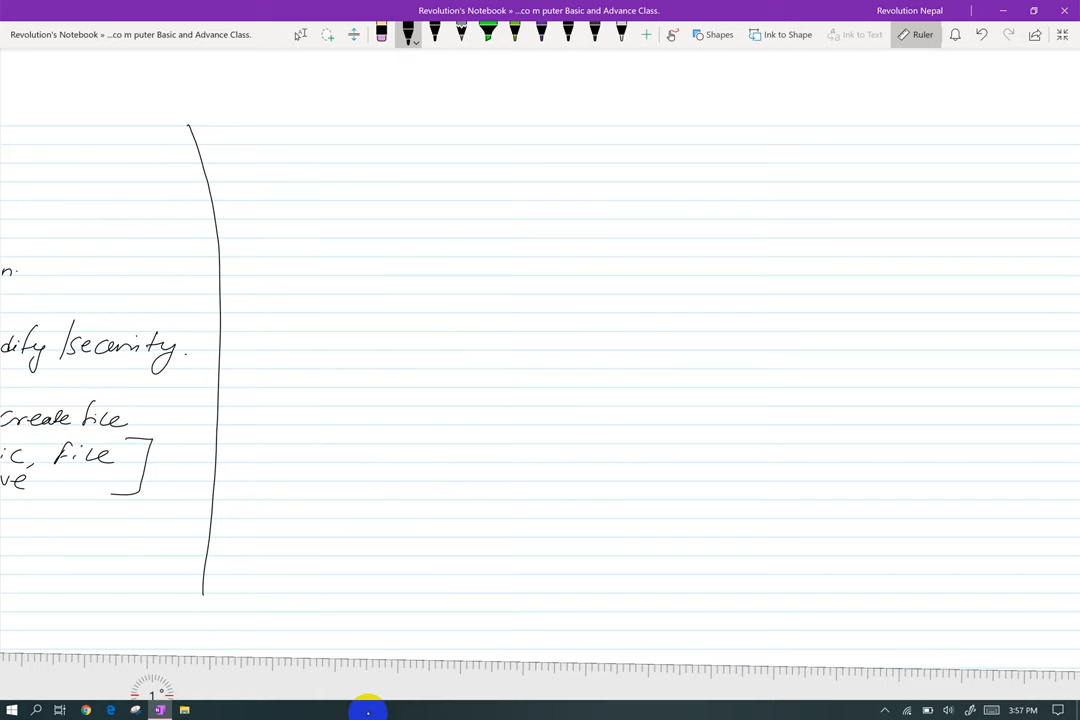 Revolution's Notebook » ...co m puter Basic and Advance Class.
Revolution Nepal
Revolution's Notebook » ...co m puter Basic and Advance Class.
Shapes
Ink to Shape
Ink to Text
Ruler
n.
dify /security.
create file
ic, File
ve
1°
3:57 PM